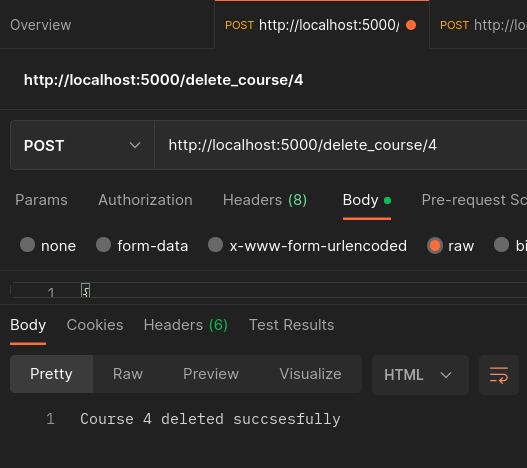 Overview POST http://localhost:5000/ POST http://lo
http://localhost:5000/delete_course/4
POST http://localhost:5000/delete_course/4
Params Authorization Headers (8) Body Pre-request Sc
none form-data x-www-form-urlencoded raw bi
1 {
Body Cookies Headers (6) Test Results
Pretty Raw Preview Visualize HTML
1 Course 4 deleted succsesfully